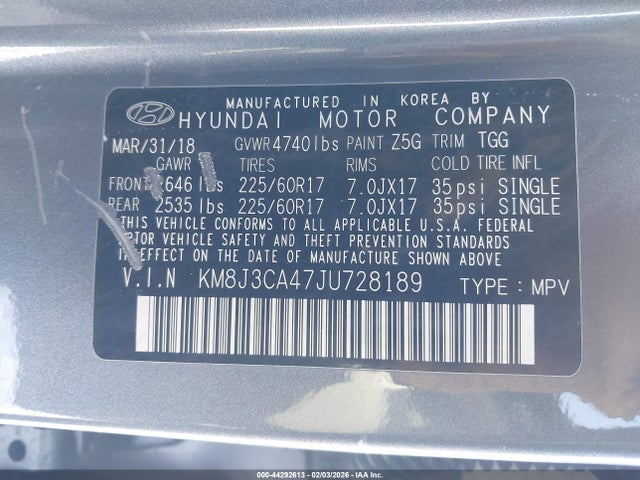 MANUFACTURED IN KOREA BY
HYUNDAI MOTOR COMPANY
MAR/31/18 GVWR 4740lbs PAINT Z5G TRIM TGG
GAWR TIRES RIMS COLD TIRE INFL
FRONT 2646 lbs 225/60R17 7.0JX17 35psi SINGLE
REAR 2535 lbs 225/60R17 7.0JX17 35psi SINGLE
THIS VEHICLE CONFORMS TO ALL APPLICABLE U.S.A. FEDERAL
MOTOR VEHICLE SAFETY AND THEFT PREVENTION STANDARDS
IN EFFECT ON THE DATE OF MANUFACTURE SHOWN ABOVE
V.I.N KM8J3CA47JU728189 TYPE : MPV
000-44292613 - 02/03/2026 - IAA Inc.